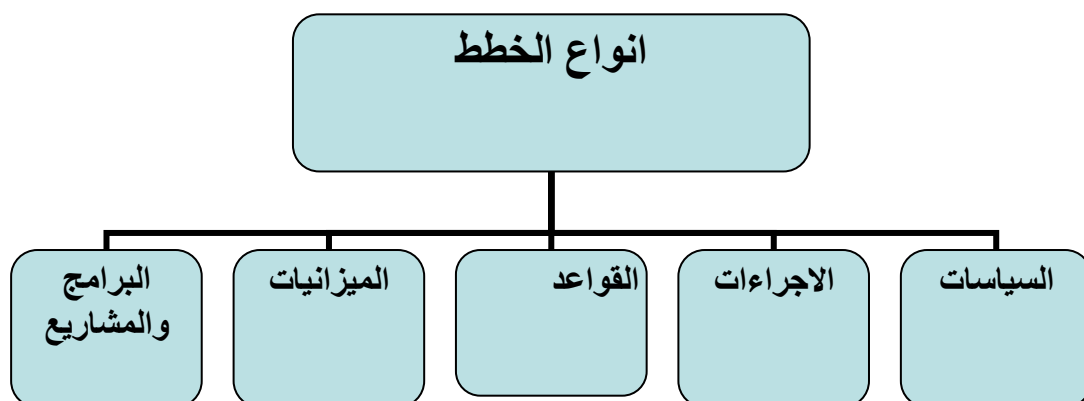 انواع الخطط
السياسات
الاجراءات
القواعد
الميزانيات
البرامج
والمشاريع